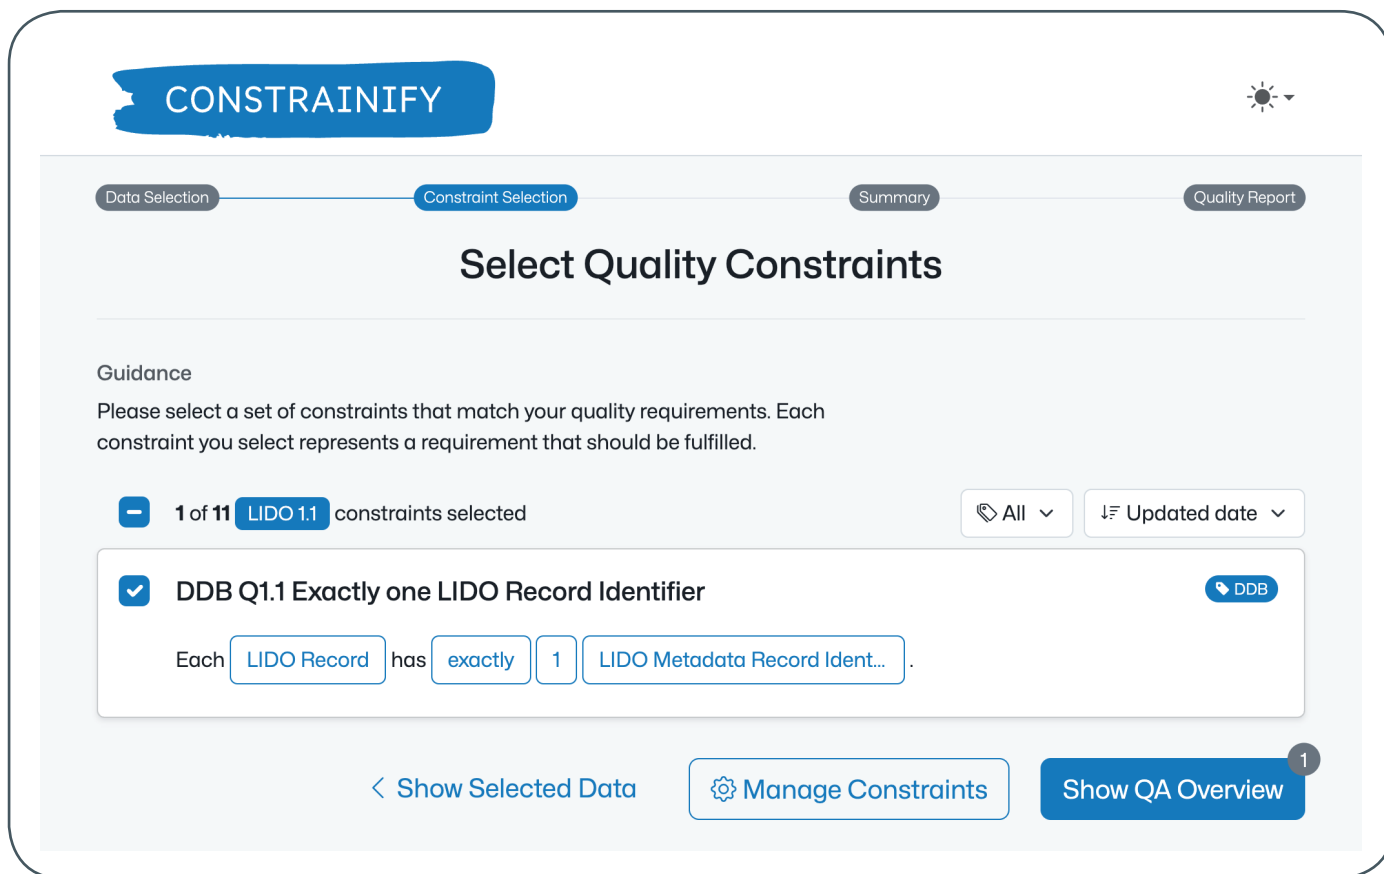 CONSTRAINIFY
Data Selection
Constraint Selection
Summary
Quality Report
Select Quality Constraints
Guidance
Please select a set of constraints that match your quality requirements. Each
constraint you select represents a requirement that should be fulfilled.
1 of 11 LIDO 1.1 constraints selected
All
Updated date
DDB Q1.1 Exactly one LIDO Record Identifier
DDB
Each LIDO Record has exactly 1 LIDO Metadata Record Ident... .
Show Selected Data
Manage Constraints
Show QA Overview
1